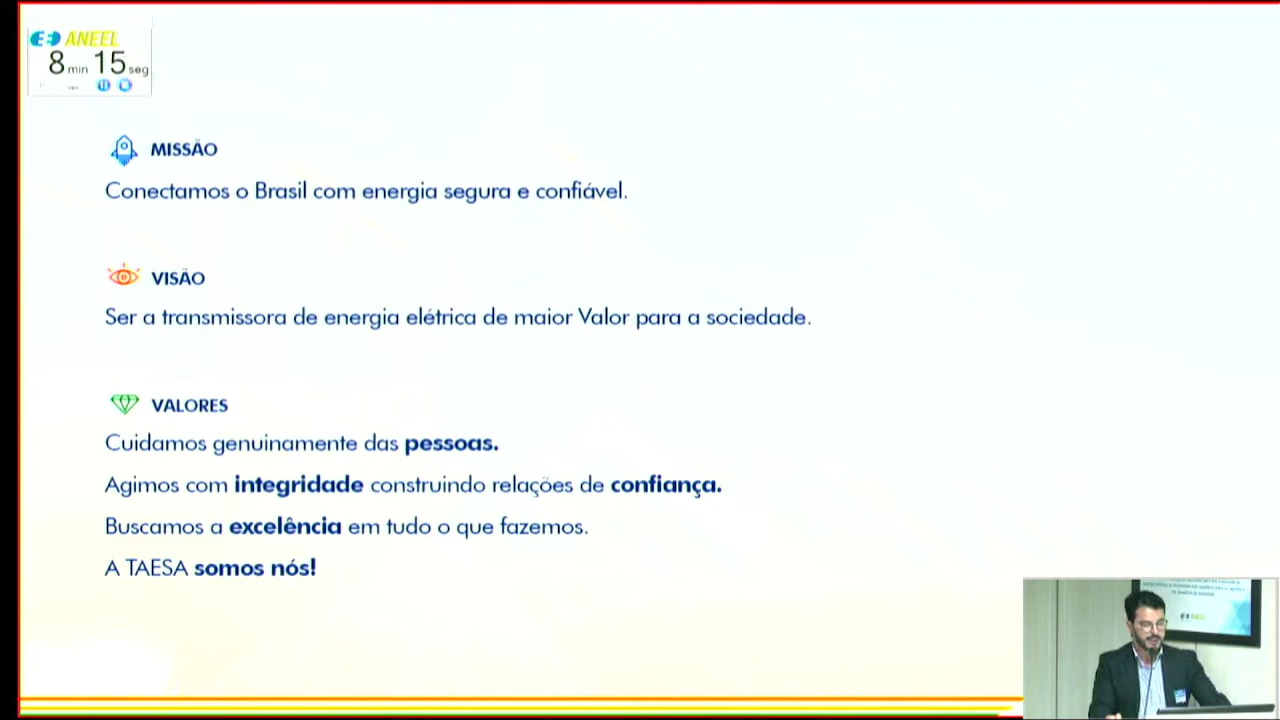 ANEEL
8 min 15 seg
MISSÃO
Conectamos o Brasil com energia segura e confiável.
VISÃO
Ser a transmissora de energia elétrica de maior Valor para a sociedade.
VALORES
Cuidamos genuinamente das pessoas.
Agimos com integridade construindo relações de confiança.
Buscamos a excelência em tudo o que fazemos.
A TAESA somos nós!
ANEEL